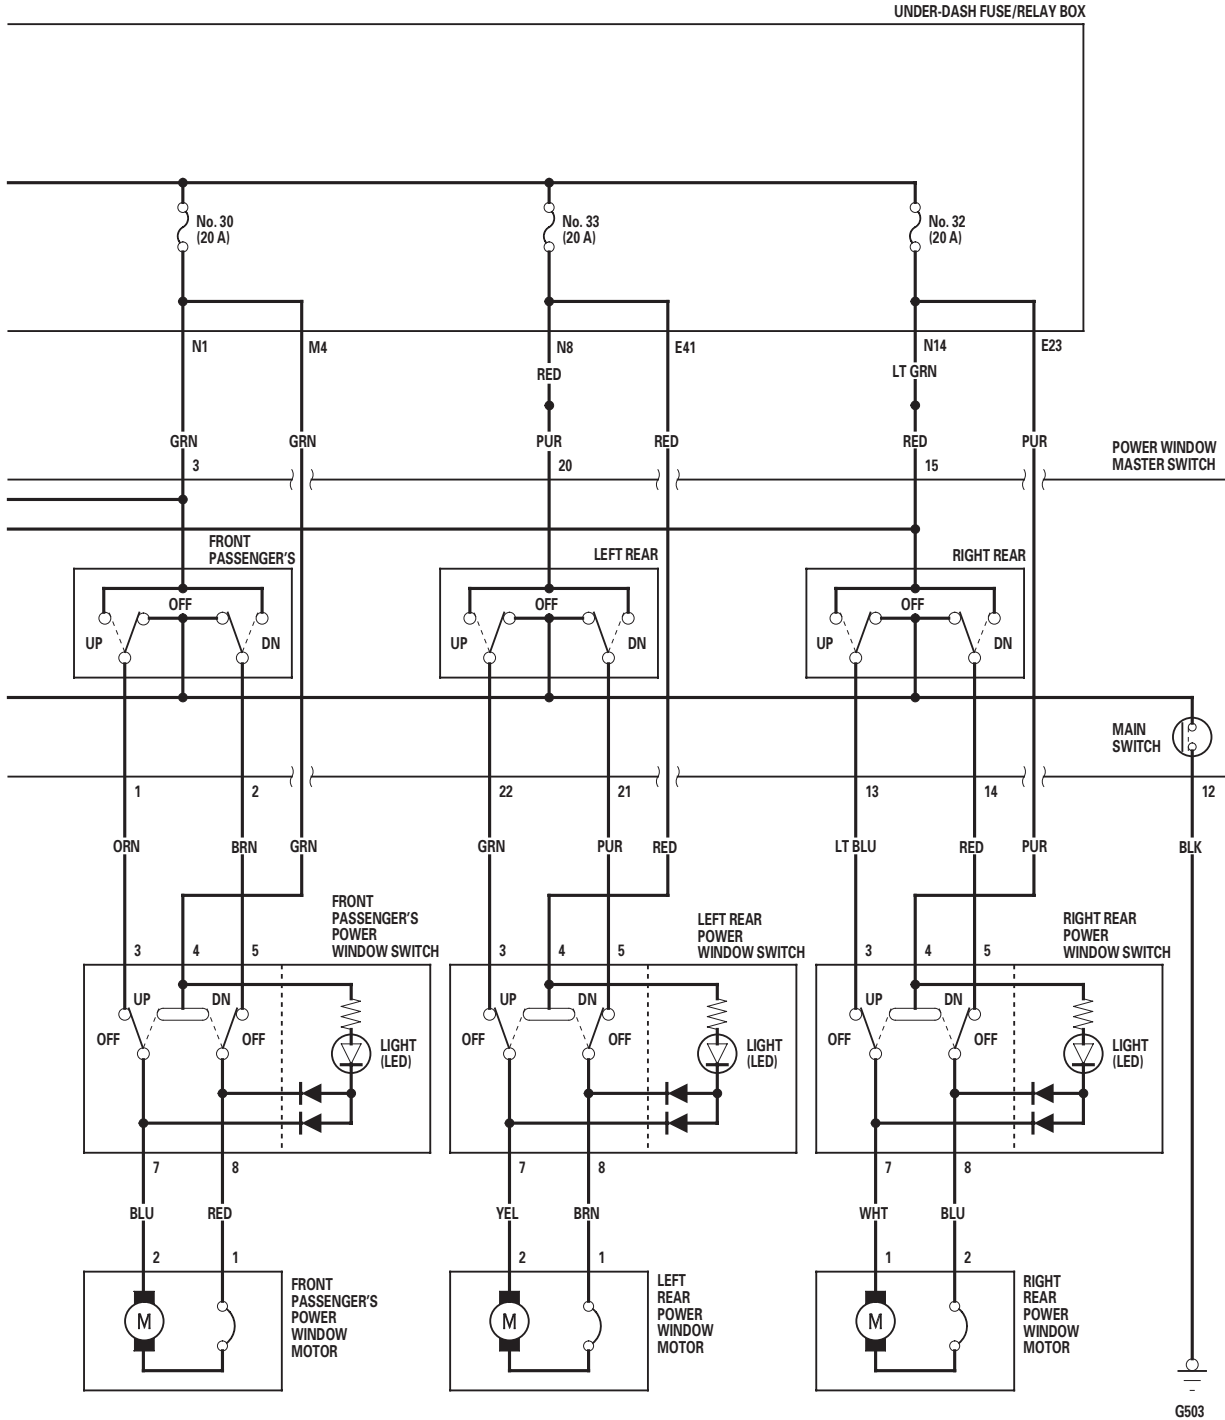 UNDER-DASH FUSE/RELAY BOX
No. 30
(20 A)
No. 33
(20 A)
No. 32
(20 A)
N1
M4
N8
E41
N14
E23
RED
LT GRN
GRN
GRN
PUR
RED
RED
PUR
3
20
15
POWER WINDOW
MASTER SWITCH
FRONT
PASSENGER'S
LEFT REAR
RIGHT REAR
OFF
UP
DN
OFF
UP
DN
OFF
UP
DN
MAIN
SWITCH
1
2
22
21
13
14
12
ORN
BRN
GRN
GRN
PUR
RED
LT BLU
RED
PUR
BLK
FRONT
PASSENGER'S
POWER
WINDOW SWITCH
LEFT REAR
POWER
WINDOW SWITCH
RIGHT REAR
POWER
WINDOW SWITCH
3
4
5
3
4
5
3
4
5
UP
DN
OFF
OFF
LIGHT
(LED)
UP
DN
OFF
OFF
LIGHT
(LED)
UP
DN
OFF
OFF
LIGHT
(LED)
7
8
7
8
7
8
BLU
RED
YEL
BRN
WHT
BLU
2
1
2
1
1
2
M
FRONT
PASSENGER'S
POWER
WINDOW
MOTOR
M
LEFT
REAR
POWER
WINDOW
MOTOR
M
RIGHT
REAR
POWER
WINDOW
MOTOR
G503